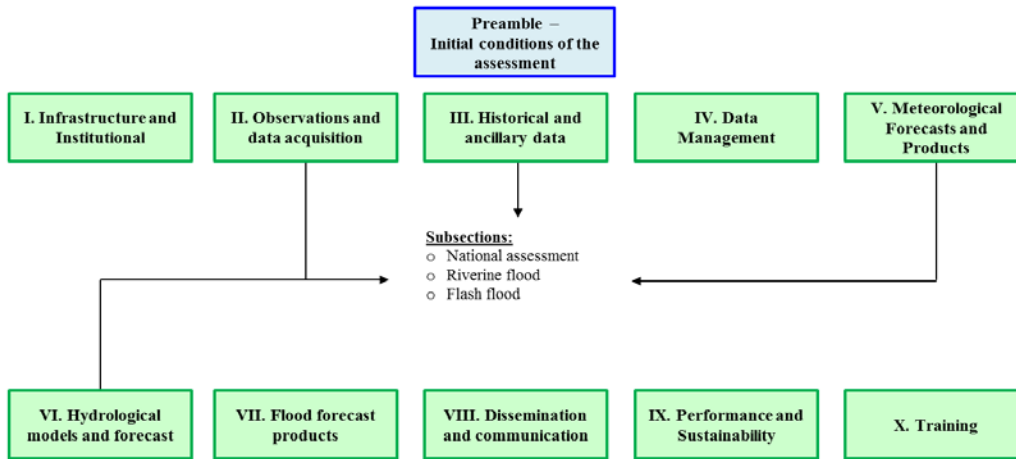 Preamble –
Initial conditions of the
assessment
I. Infrastructure and
Institutional
II. Observations and
data acquisition
III. Historical and
ancillary data
IV. Data
Management
V. Meteorological
Forecasts and
Products
Subsections:
o National assessment
o Riverine flood
o Flash flood
VI. Hydrological
models and forecast
VII. Flood forecast
products
VIII. Dissemination
and communication
IX. Performance and
Sustainability
X. Training